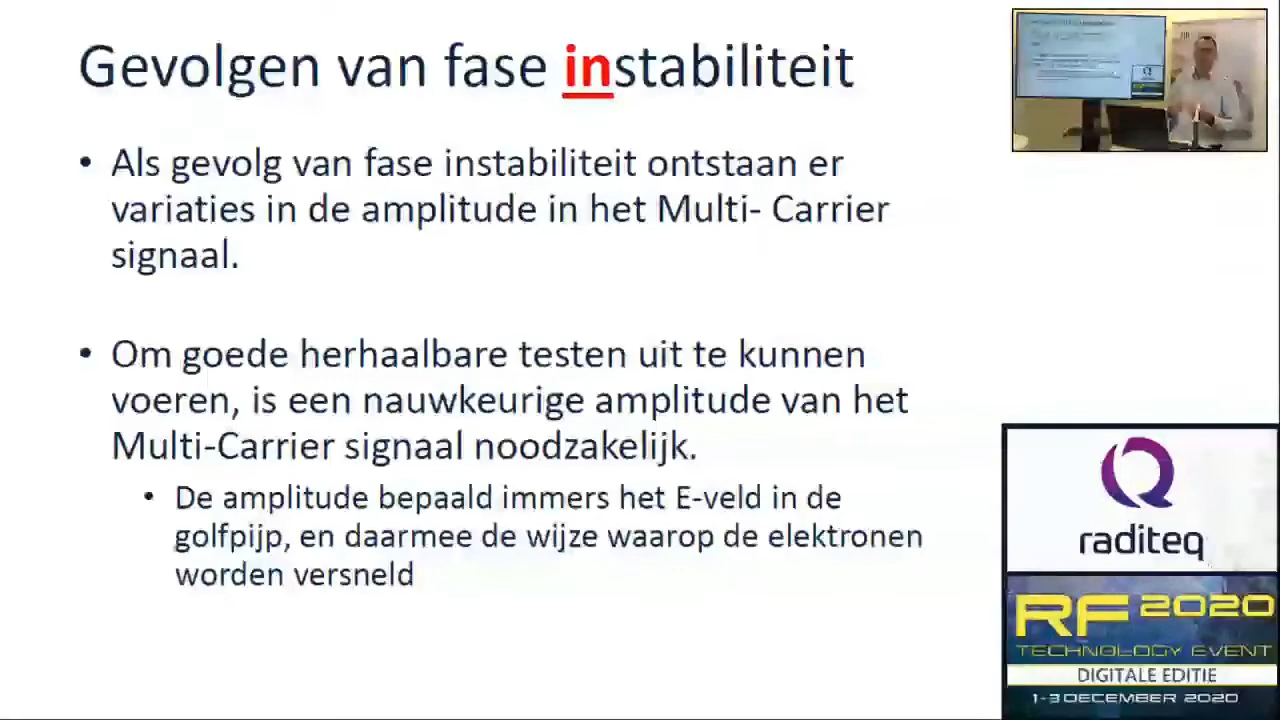 Gevolgen van fase instabiliteit
• Als gevolg van fase instabiliteit ontstaan er
variaties in de amplitude in het Multi- Carrier
signaal.
• Om goede herhaalbare testen uit te kunnen
voeren, is een nauwkeurige amplitude van het
Multi-Carrier signaal noodzakelijk.
• De amplitude bepaald immers het E-veld in de
golfpijp, en daarmee de wijze waarop de elektronen
worden versneld
raditeq
RF 2020
TECHNOLOGY EVENT
DIGITALE EDITIE
1-3 DECEMBER 2020